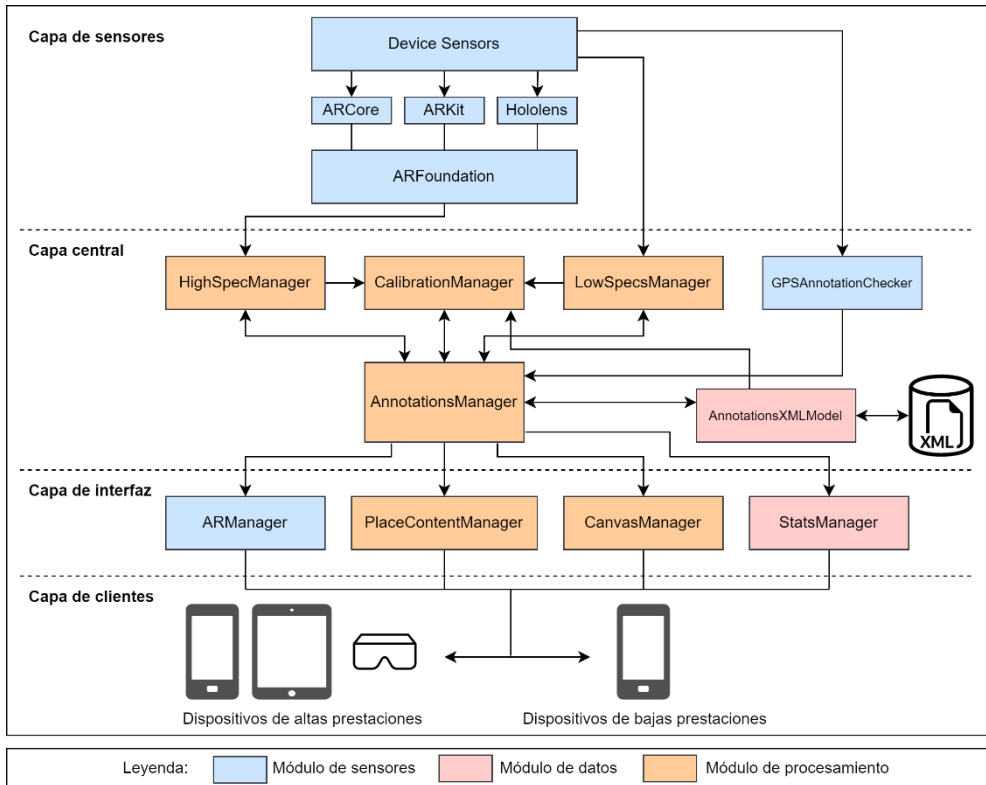 Capa de sensores
Device Sensors
ARCore
ARKit
Hololens
ARFoundation
Capa central
HighSpecManager
CalibrationManager
LowSpecsManager
GPSAnnotationChecker
AnnotationsManager
AnnotationsXMLModel
XML
Capa de interfaz
ARManager
PlaceContentManager
CanvasManager
StatsManager
Capa de clientes
Dispositivos de altas prestaciones
Dispositivos de bajas prestaciones
Leyenda:
Módulo de sensores
Módulo de datos
Módulo de procesamiento